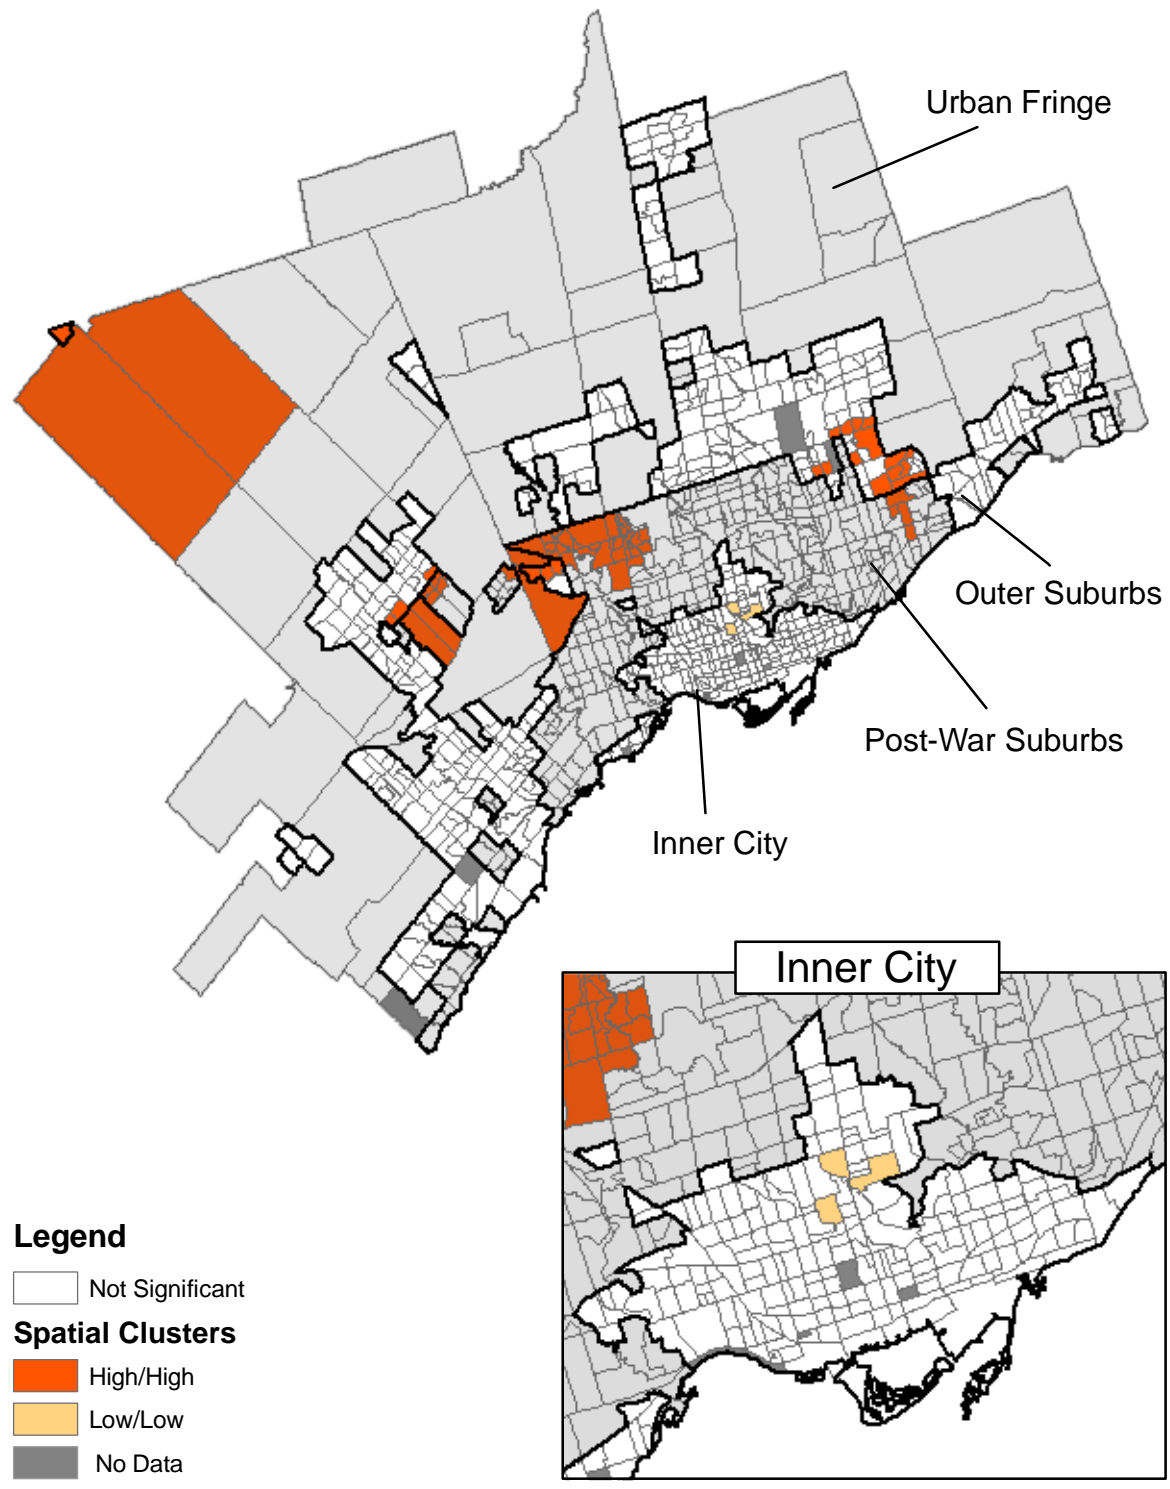 Urban Fringe
Outer Suburbs
Post-War Suburbs
Inner City
Inner City
Legend
Not Significant
Spatial Clusters
High/High
Low/Low
No Data